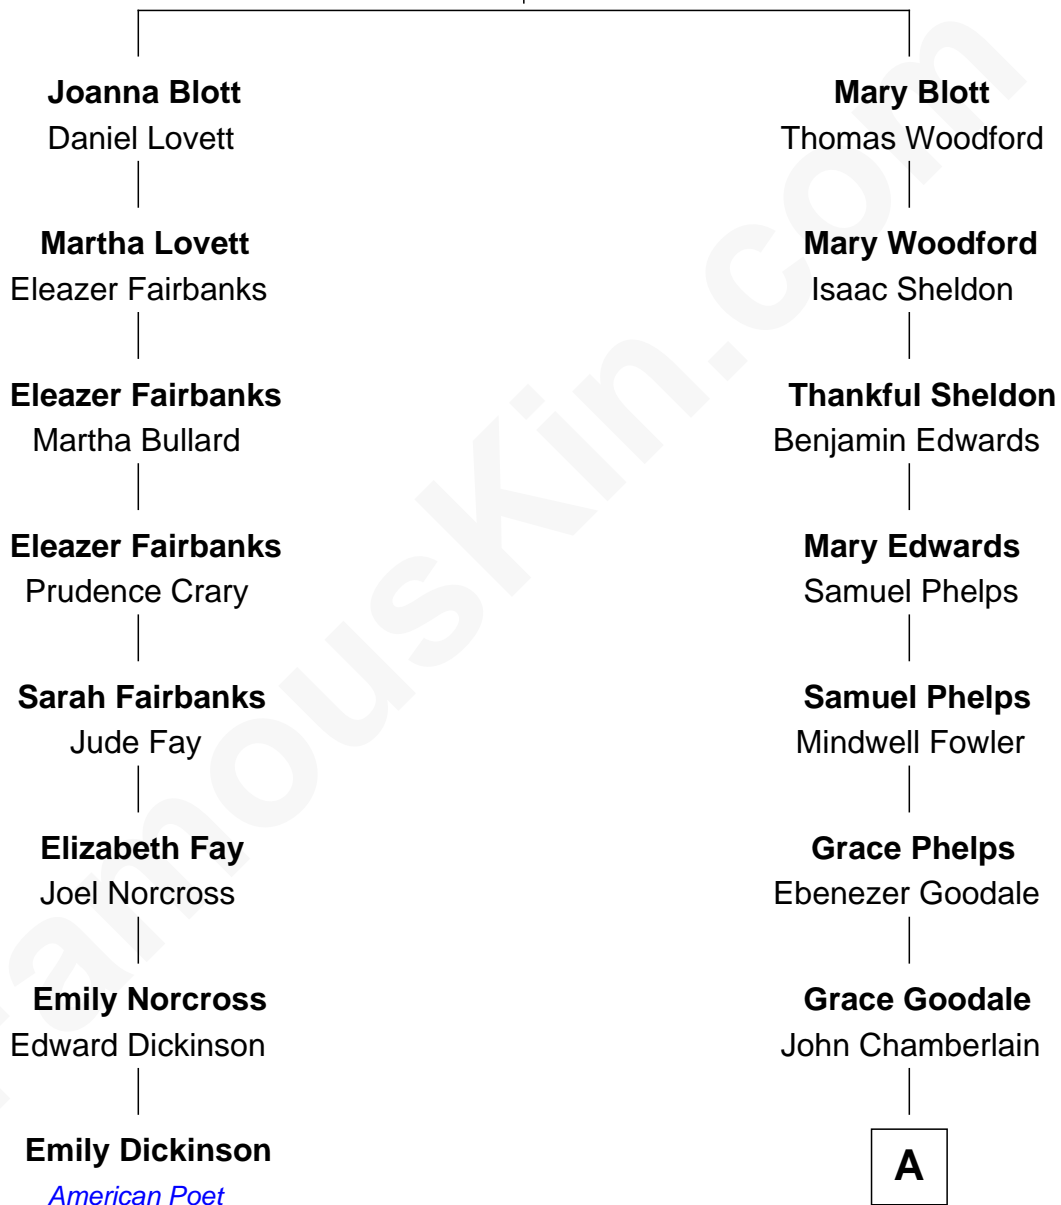 Joanna Blott
Daniel Lovett
Martha Lovett
Eleazer Fairbanks
Eleazer Fairbanks
Martha Bullard
Eleazer Fairbanks
Prudence Crary
Sarah Fairbanks
Jude Fay
Elizabeth Fay
Joel Norcross
Emily Norcross
Edward Dickinson
Emily Dickinson
American Poet
Mary Blott
Thomas Woodford
Mary Woodford
Isaac Sheldon
Thankful Sheldon
Benjamin Edwards
Mary Edwards
Samuel Phelps
Samuel Phelps
Mindwell Fowler
Grace Phelps
Ebenezer Goodale
Grace Goodale
John Chamberlain
A
FamousKin.com